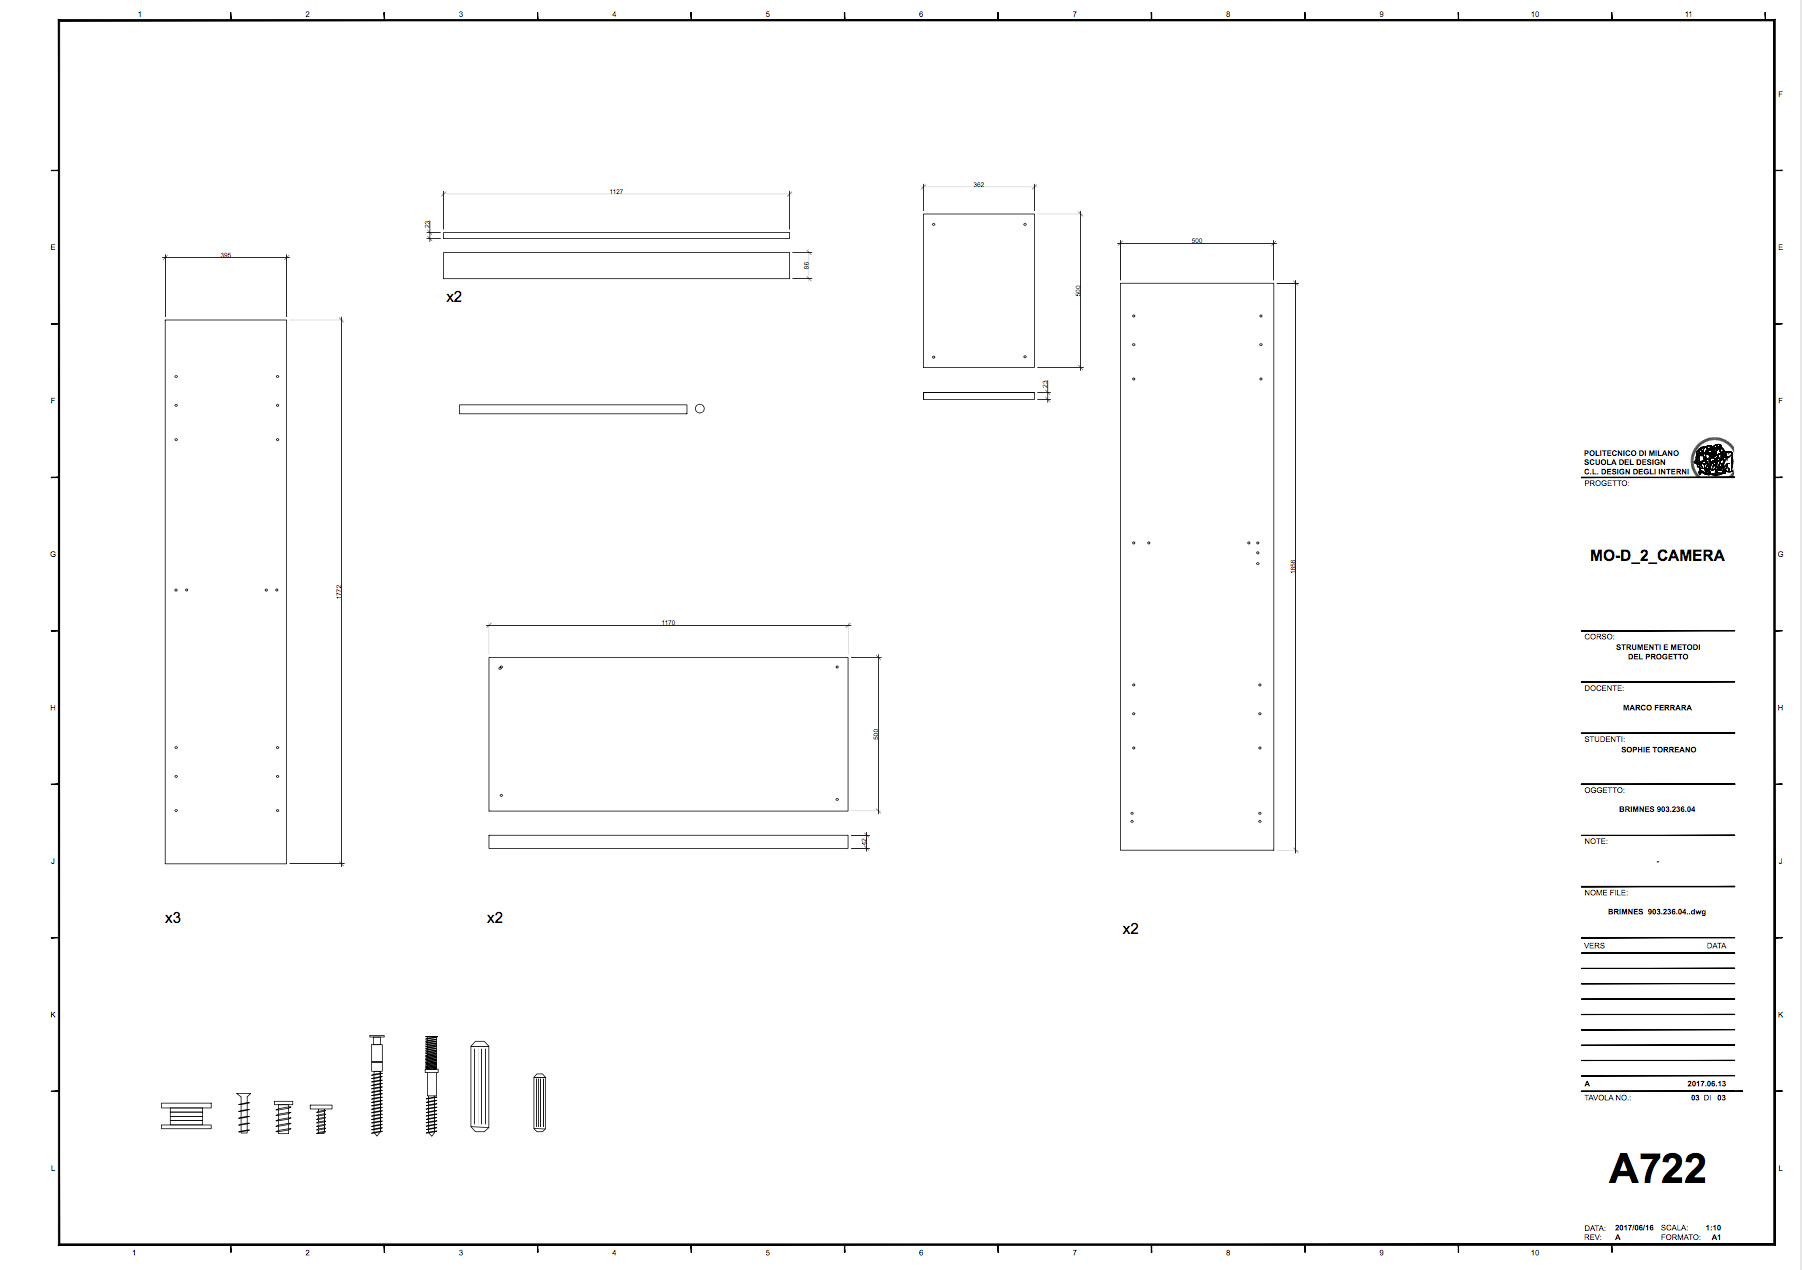 1 2 3 4 5 6 7 8 9 10 11
F
E
E
F
F
G
G
H
H
J
J
K
K
L
L
395
1772
x3
1127
23
86
x2
362
500
23
500
1170
500
42
x2
x2
POLITECNICO DI MILANO
SCUOLA DEL DESIGN
C.L. DESIGN DEGLI INTERNI
PROGETTO:
MO-D_2_CAMERA
CORSO:
STRUMENTI E METODI
DEL PROGETTO
DOCENTE:
MARCO FERRARA
STUDENTI:
SOPHIE TORREANO
OGGETTO:
BRIMNES 903.236.04
NOTE:
-
NOME FILE:
BRIMNES 903.236.04..dwg
VERS DATA
A 2017.06.13
TAVOLA NO.: 03 DI 03
A722
DATA: 2017/06/16 SCALA: 1:10
REV: A FORMATO: A1
1 2 3 4 5 6 7 8 9 10